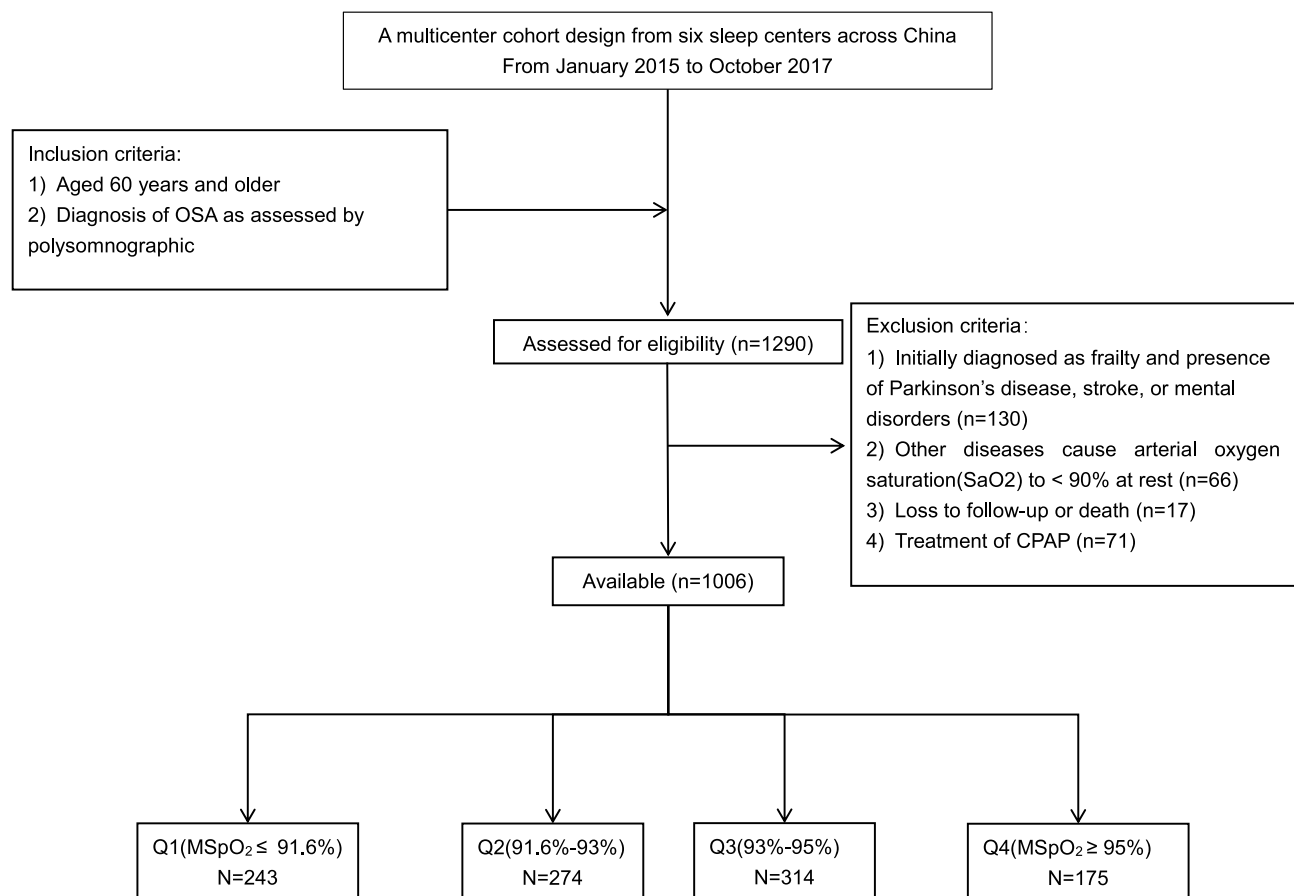 A multicenter cohort design from six sleep centers across China
From January 2015 to October 2017
Inclusion criteria:
1) Aged 60 years and older
2) Diagnosis of OSA as assessed by
polysomnographic
Assessed for eligibility (n=1290)
Exclusion criteria:
1) Initially diagnosed as frailty and presence
of Parkinson’s disease, stroke, or mental
disorders (n=130)
2) Other diseases cause arterial oxygen
saturation(SaO2) to < 90% at rest (n=66)
3) Loss to follow-up or death (n=17)
4) Treatment of CPAP (n=71)
Available (n=1006)
Q1(MSpO₂ ≤ 91.6%)
N=243
Q2(91.6%-93%)
N=274
Q3(93%-95%)
N=314
Q4(MSpO₂ ≥ 95%)
N=175